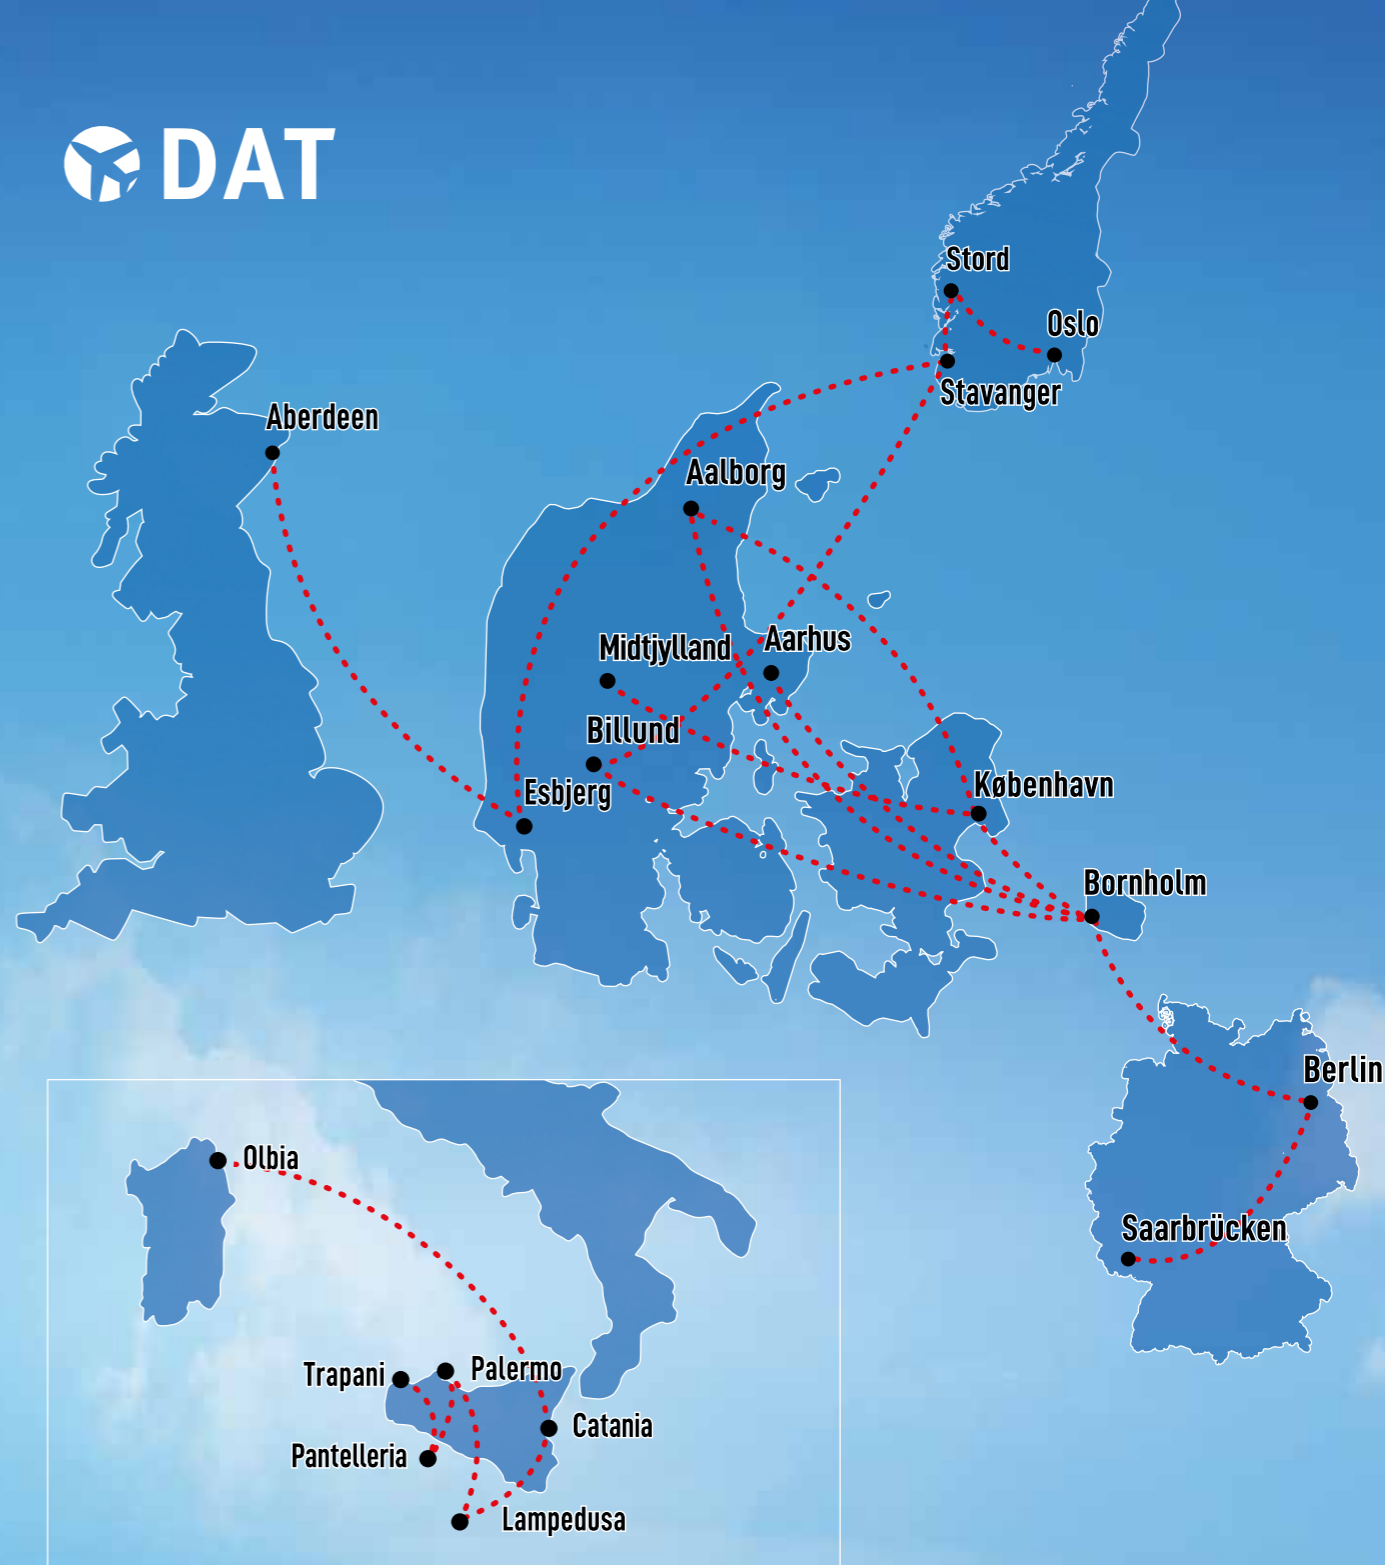 DAT
Stord
Oslo
Stavanger
Aberdeen
Aalborg
Midtjylland
Aarhus
Billund
Esbjerg
København
Bornholm
Berlin
Saarbrücken
Olbia
Trapani
Palermo
Catania
Pantelleria
Lampedusa